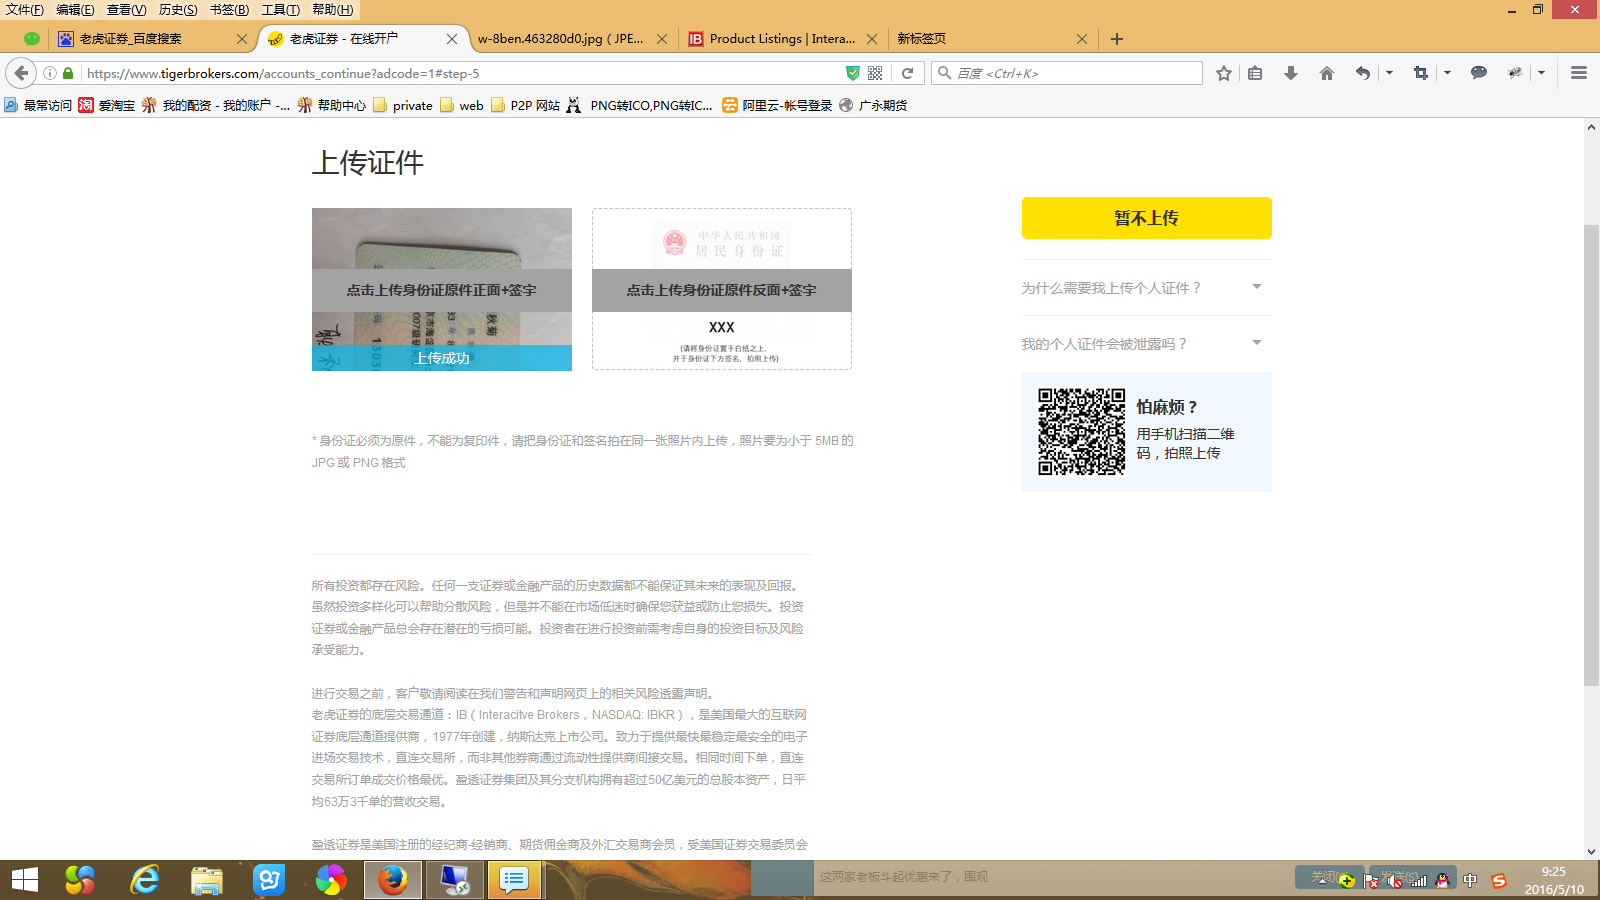 文件(F) 编辑(E) 查看(V) 历史(S) 书签(B) 工具(T) 帮助(H)
老虎证券_百度搜索
老虎证券 - 在线开户
w-8ben.463280d0.jpg ( JPE...
IB Product Listings | Intera...
新标签页
https://www.tigerbrokers.com/accounts_continue?adcode=1#step-5
百度 <Ctrl+K>
最常访问 淘 爱淘宝 我的配资 - 我的账户 -... 帮助中心 private web P2P 网站 PNG转ICO,PNG转IC... 阿里云-帐号登录 广永期货
上传证件
点击上传身份证原件正面+签字
上传成功
中华人民共和国
居民身份证
点击上传身份证原件反面+签字
XXX
(请将身份证置于白纸之上,
并于身份证下方签名, 拍照上传)
* 身份证必须为原件，不能为复印件，请把身份证和签名拍在同一张照片内上传，照片要为小于 5MB 的
JPG 或 PNG 格式
暂不上传
为什么需要我上传个人证件？
我的个人证件会被泄露吗？
怕麻烦？
用手机扫描二维
码，拍照上传
所有投资都存在风险。任何一支证券或金融产品的历史数据都不能保证其未来的表现及回报。
虽然投资多样化可以帮助分散风险，但是并不能在市场低迷时确保您获益或防止您损失。投资
证券或金融产品总会存在潜在的亏损可能。投资者在进行投资前需考虑自身的投资目标及风险
承受能力。
进行交易之前，客户敬请阅读在我们警告和声明网页上的相关风险透露声明。
老虎证券的底层交易通道：IB（Interacitve Brokers，NASDAQ: IBKR），是美国最大的互联网
证券底层通道提供商，1977年创建，纳斯达克上市公司。致力于提供最快最稳定最安全的电子
进场交易技术，直连交易所，而非其他券商通过流动性提供商间接交易。相同时间下单，直连
交易所订单成交价格最优。盈透证券集团及其分支机构拥有超过50亿美元的总股本资产，日平
均63万3千单的营收交易。
盈透证券是美国注册的经纪商-经销商、期货佣金商及外汇交易商会员，受美国证券交易委员会
这两家老板斗起优惠来了，围观
关闭(C)
发送(S)
中
9:25
2016/5/10